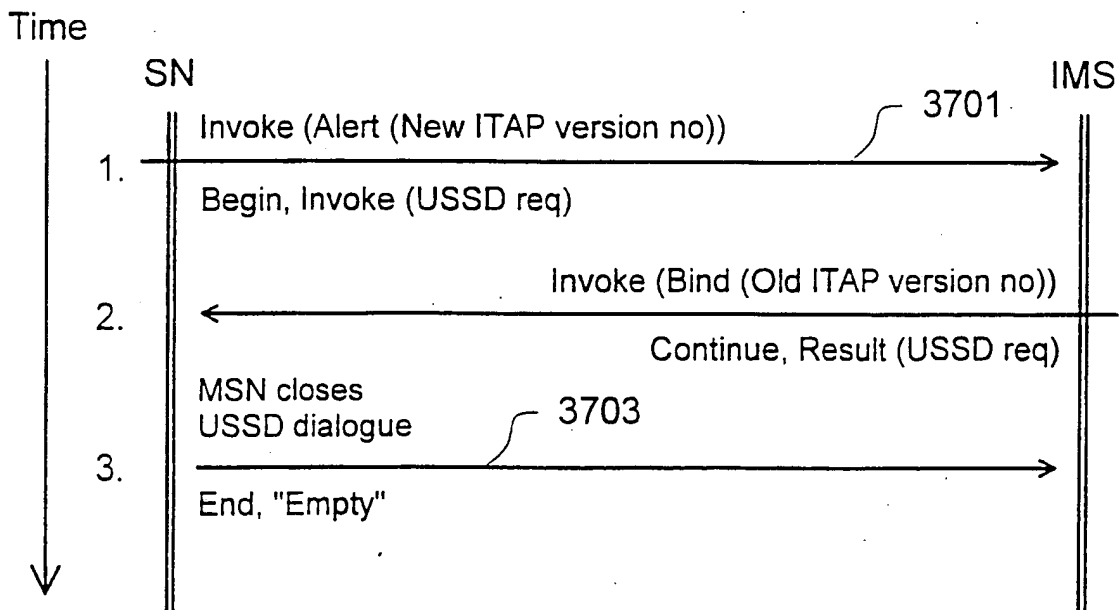 Time
SN
IMS
3701
Invoke (Alert (New ITAP version no))
1.
Begin, Invoke (USSD req)
Invoke (Bind (Old ITAP version no))
2.
Continue, Result (USSD req)
MSN closes
USSD dialogue
3703
3.
End, "Empty"